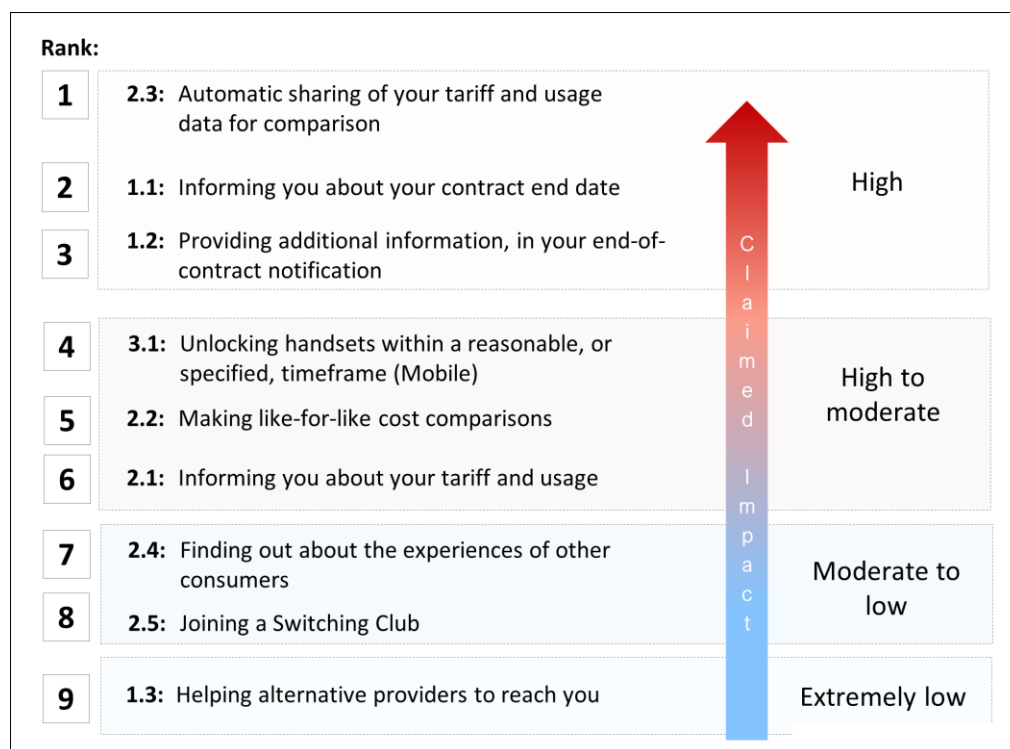 Rank:
1
2.3: Automatic sharing of your tariff and usage
data for comparison
2
1.1: Informing you about your contract end date
High
3
1.2: Providing additional information, in your end-of-
contract notification
4
3.1: Unlocking handsets within a reasonable, or
specified, timeframe (Mobile)
High to
moderate
5
2.2: Making like-for-like cost comparisons
6
2.1: Informing you about your tariff and usage
7
2.4: Finding out about the experiences of other
consumers
Moderate to
low
8
2.5: Joining a Switching Club
9
1.3: Helping alternative providers to reach you
Extremely low
Claimed Impact